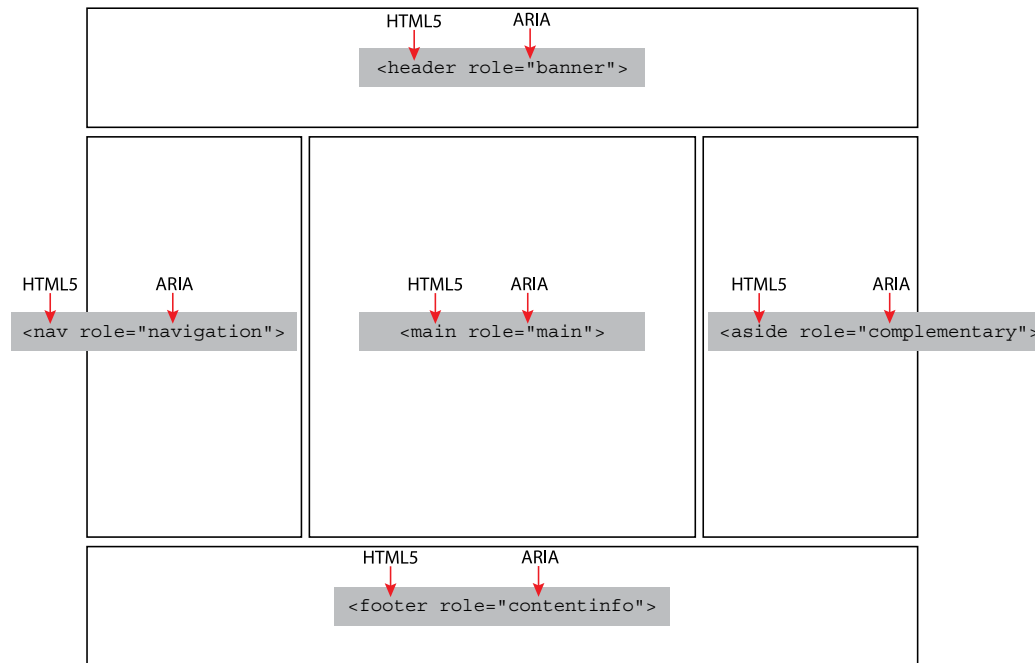 HTML5 ARIA
<header role="banner">
HTML5 ARIA
<nav role="navigation">
HTML5 ARIA
<main role="main">
HTML5 ARIA
<aside role="complementary">
HTML5 ARIA
<footer role="contentinfo">